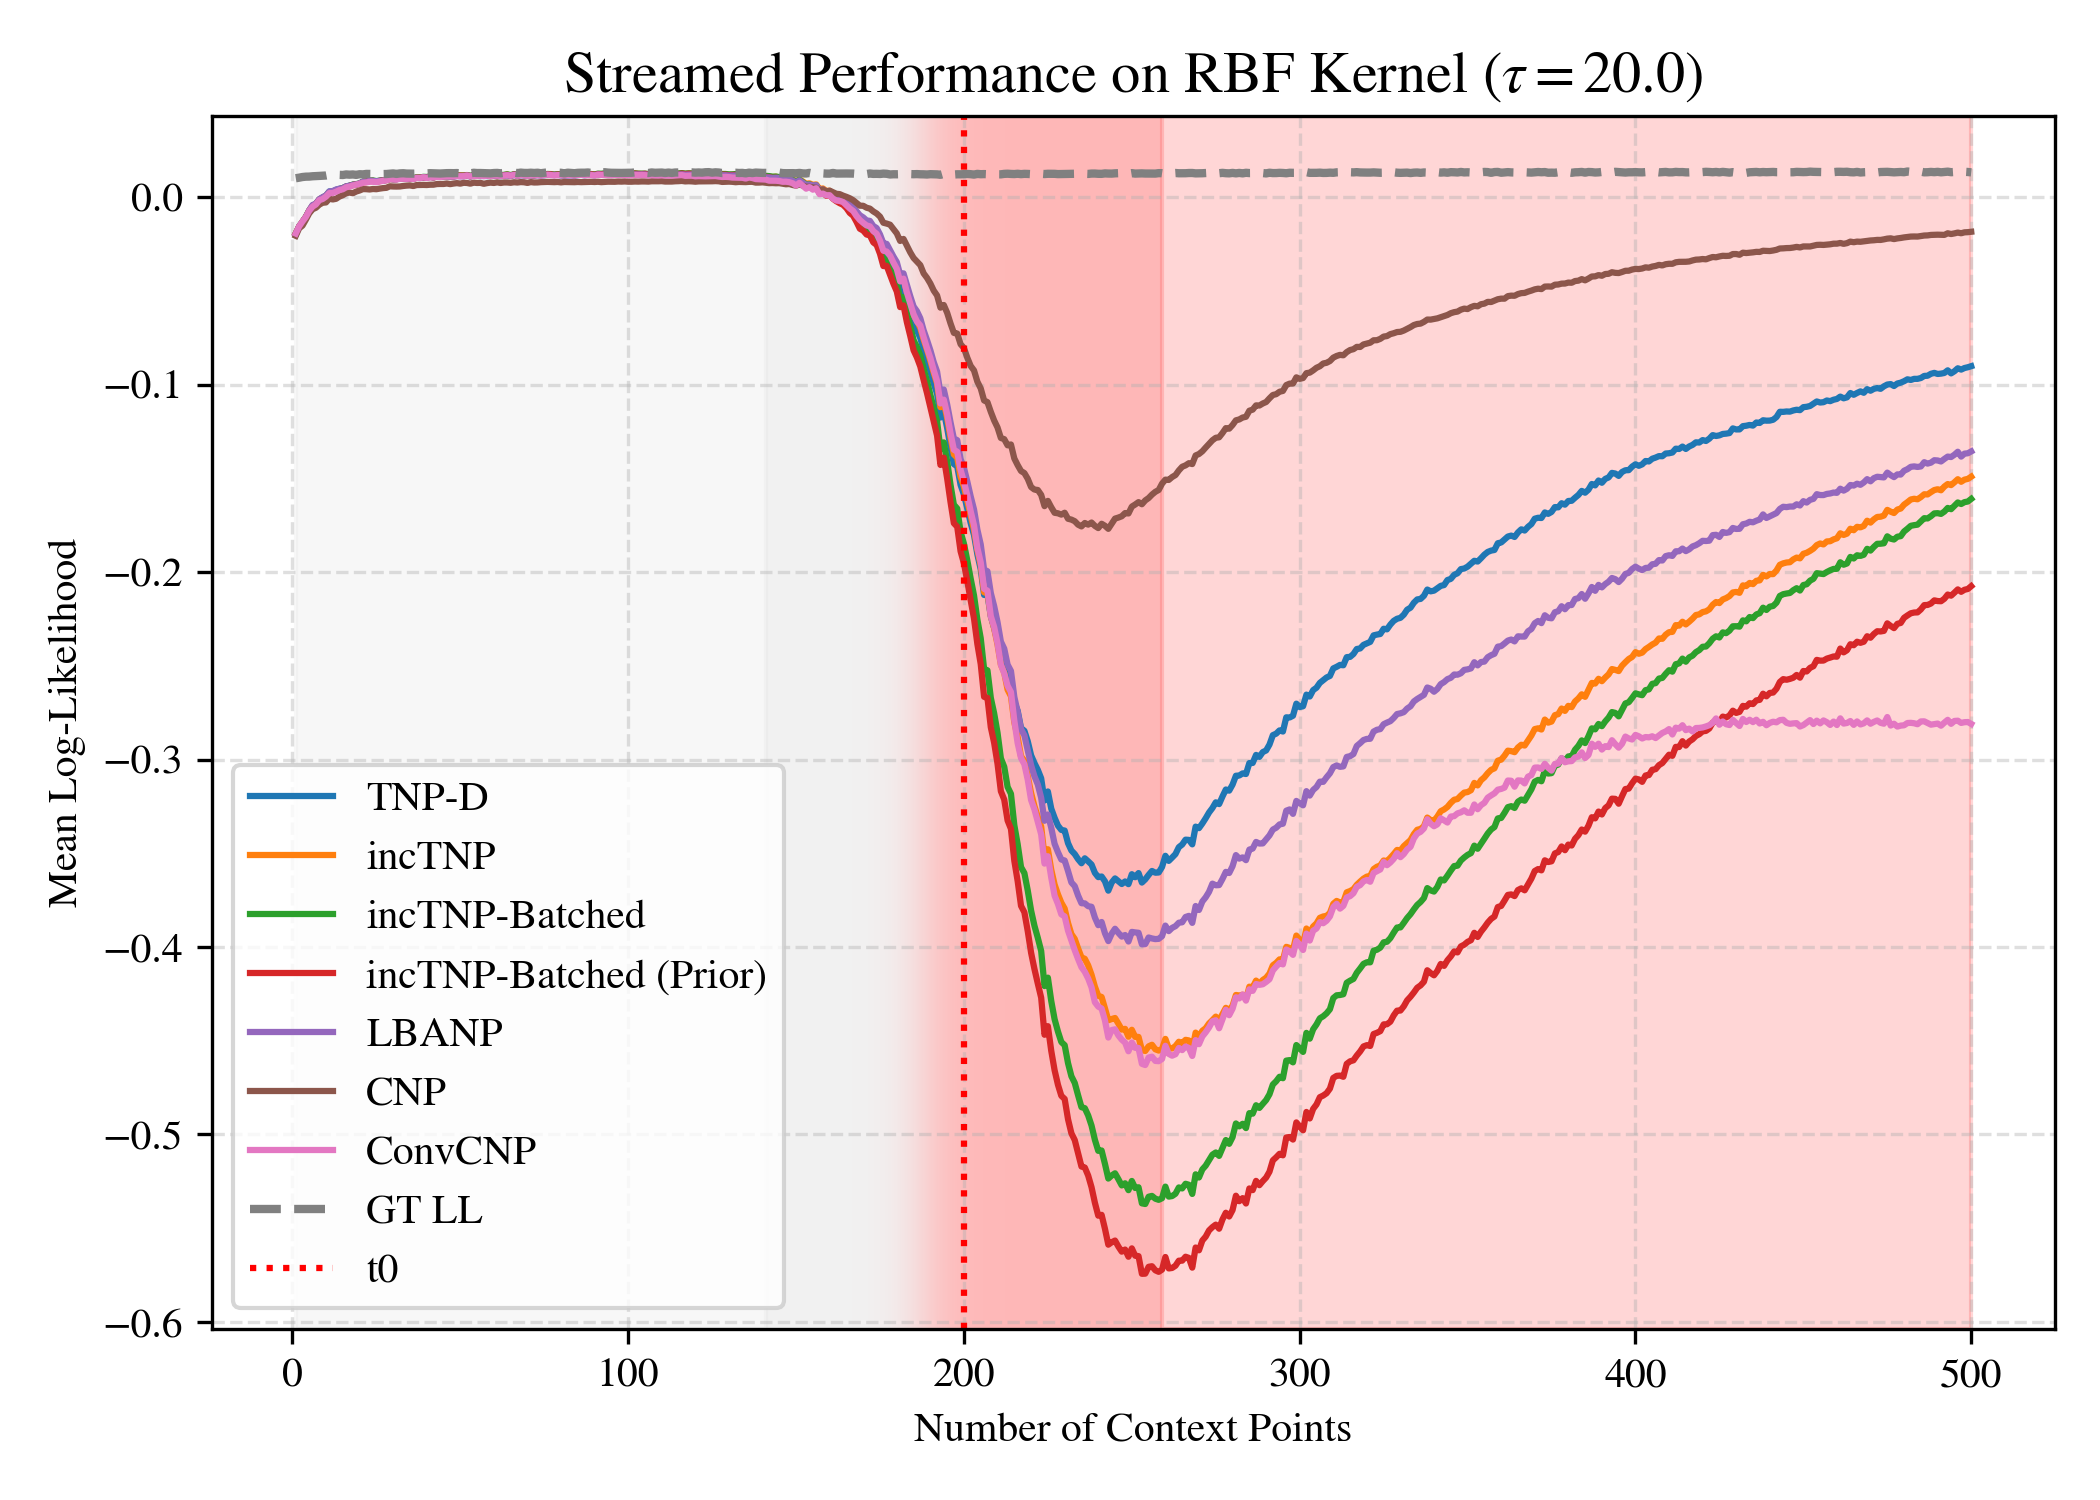 Streamed Performance on RBF Kernel (τ = 20.0)
Mean Log-Likelihood
0.0
−0.1
−0.2
−0.3
−0.4
−0.5
−0.6
TNP-D
incTNP
incTNP-Batched
incTNP-Batched (Prior)
LBANP
CNP
ConvCNP
GT LL
t0
0 100 200 300 400 500
Number of Context Points